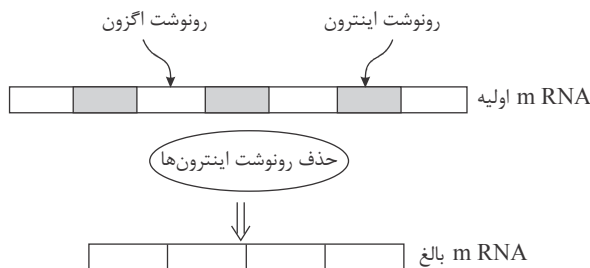 رونوشت اینترون
رونوشت اگزون
m RNA اولیه
حذف رونوشت اینترون‌ها
m RNA بالغ